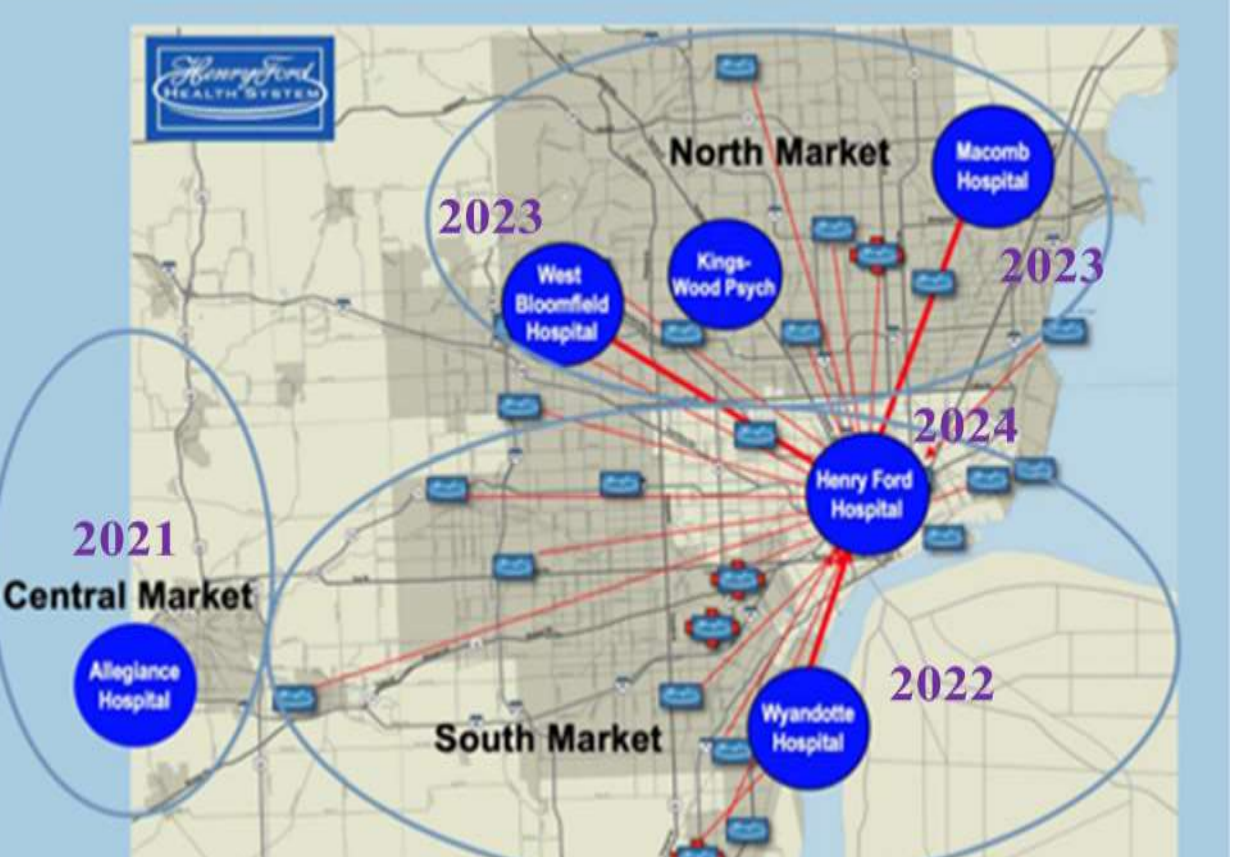 Henry Ford
HEALTH SYSTEM
North Market
Macomb
Hospital
2023
Kings-
Wood Psych
West
Bloomfield
Hospital
2023
2024
Henry Ford
Hospital
2021
Central Market
Allegiance
Hospital
2022
Wyandotte
Hospital
South Market